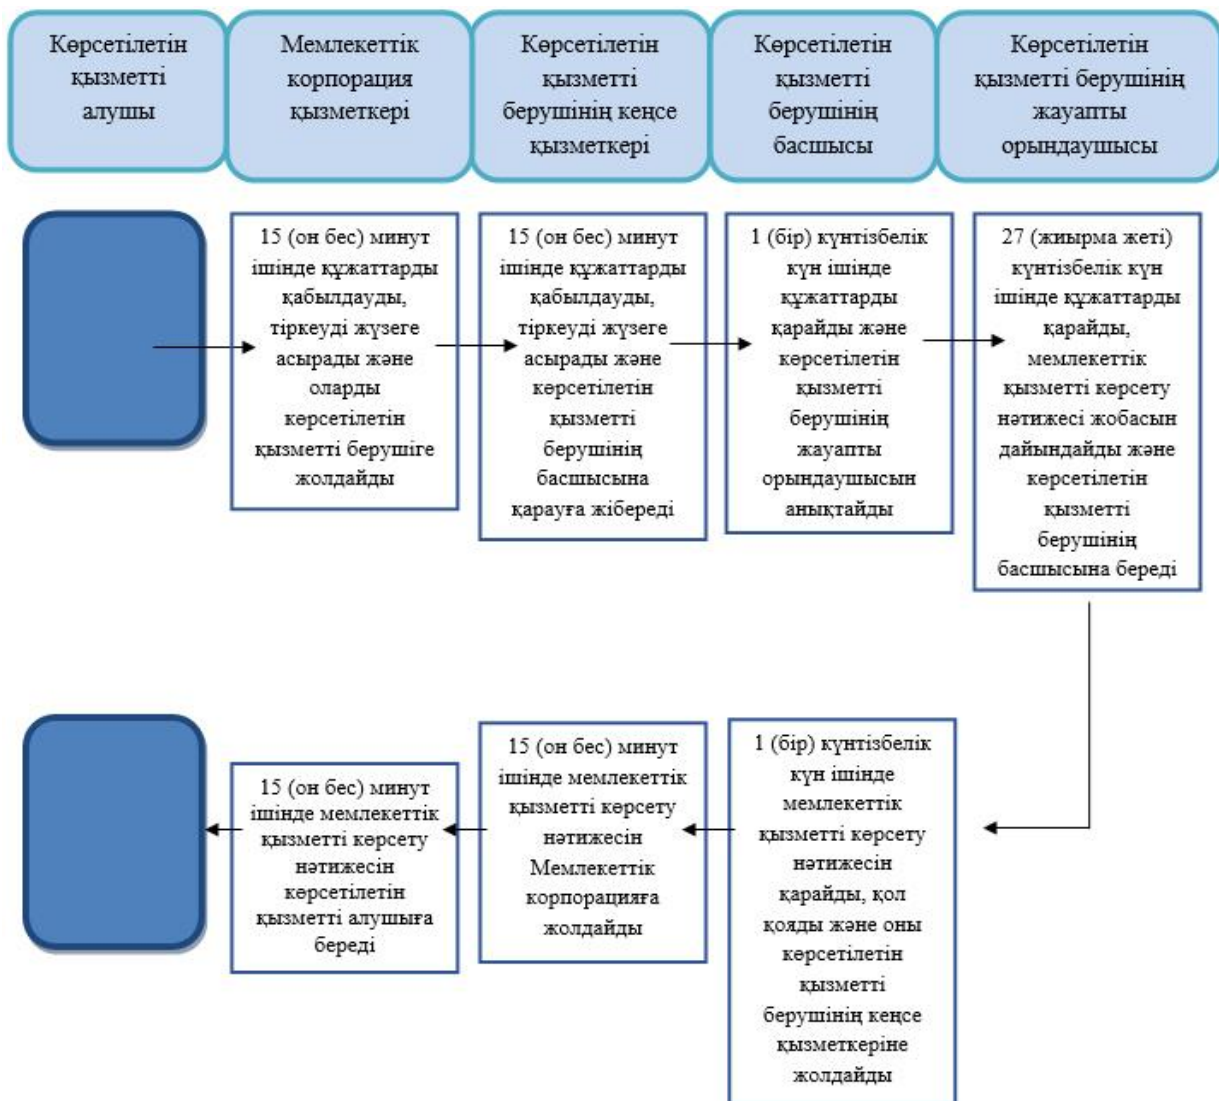 Көрсетілетін
қызметті
алушы
Мемлекеттік
корпорация
қызметкері
Көрсетілетін
қызметті
берушінің кеңсе
қызметкері
Көрсетілетін
қызметті
берушінің
басшысы
Көрсетілетін
қызметті берушінің
жауапты
орындаушысы
15 (он бес) минут
ішінде құжаттарды
қабылдауды,
тіркеуді жүзеге
асырады және
оларды
көрсетілетін
қызметті берушіге
жолдайды
15 (он бес) минут
ішінде құжаттарды
қабылдауды,
тіркеуді жүзеге
асырады және
көрсетілетін
қызметті
берушінің
басшысына
қарауға жібереді
1 (бір) күнтізбелік
күн ішінде
құжаттарды
қарайды және
көрсетілетін
қызметті
берушінің
жауапты
орындаушысын
анықтайды
27 (жиырма жеті)
күнтізбелік күн
ішінде құжаттарды
қарайды,
мемлекеттік
қызметті көрсету
нәтижесі жобасын
дайындайды және
көрсетілетін
қызметті
берушінің
басшысына береді
15 (он бес) минут
ішінде мемлекеттік
қызметті көрсету
нәтижесін
көрсетілетін
қызметті алушыға
береді
15 (он бес) минут
ішінде мемлекеттік
қызметті көрсету
нәтижесін
Мемлекеттік
корпорацияға
жолдайды
1 (бір) күнтізбелік
күн ішінде
мемлекеттік
қызметті көрсету
нәтижесін
қарайды, қол
қояды және оны
көрсетілетін
қызметті
берушінің кеңсе
қызметкеріне
жолдайды